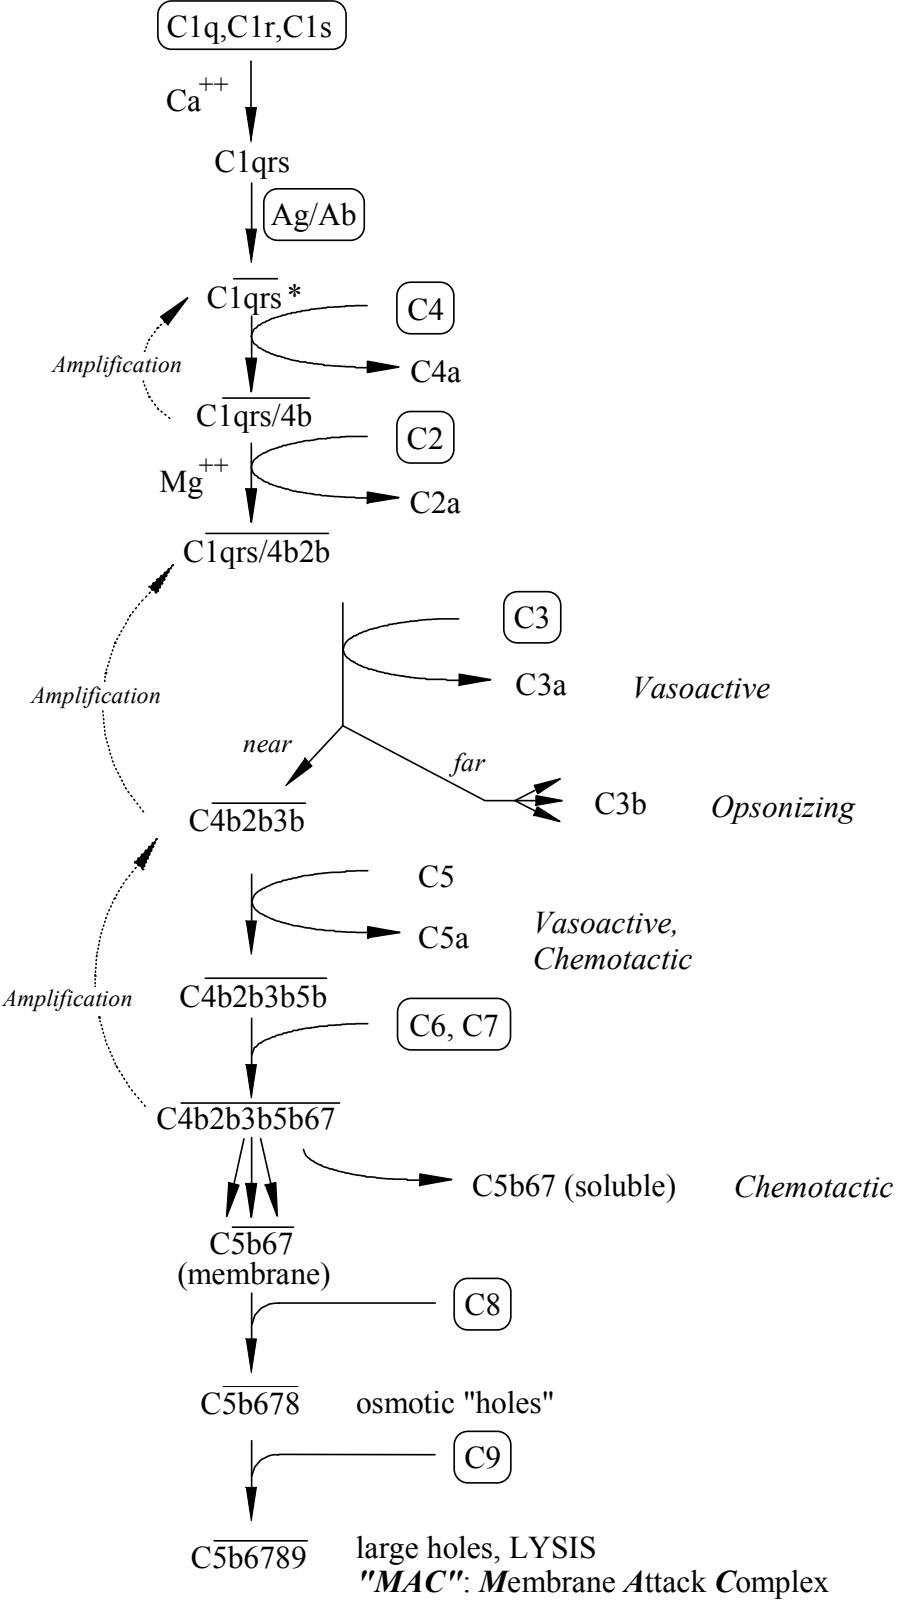 C1q,C1r,C1s
Ca++
C1qrs
Ag/Ab
C1qrs*
C4
Amplification
C4a
C1qrs/4b
C2
Mg++
C2a
C1qrs/4b2b
C3
C3a Vasoactive
Amplification
near
far
C3b Opsonizing
C4b2b3b
C5
C5a Vasoactive,
Chemotactic
C4b2b3b5b
Amplification
C6, C7
C4b2b3b5b67
C5b67 (soluble) Chemotactic
C5b67
(membrane)
C8
C5b678 osmotic "holes"
C9
C5b6789 large holes, LYSIS
"MAC": Membrane Attack Complex